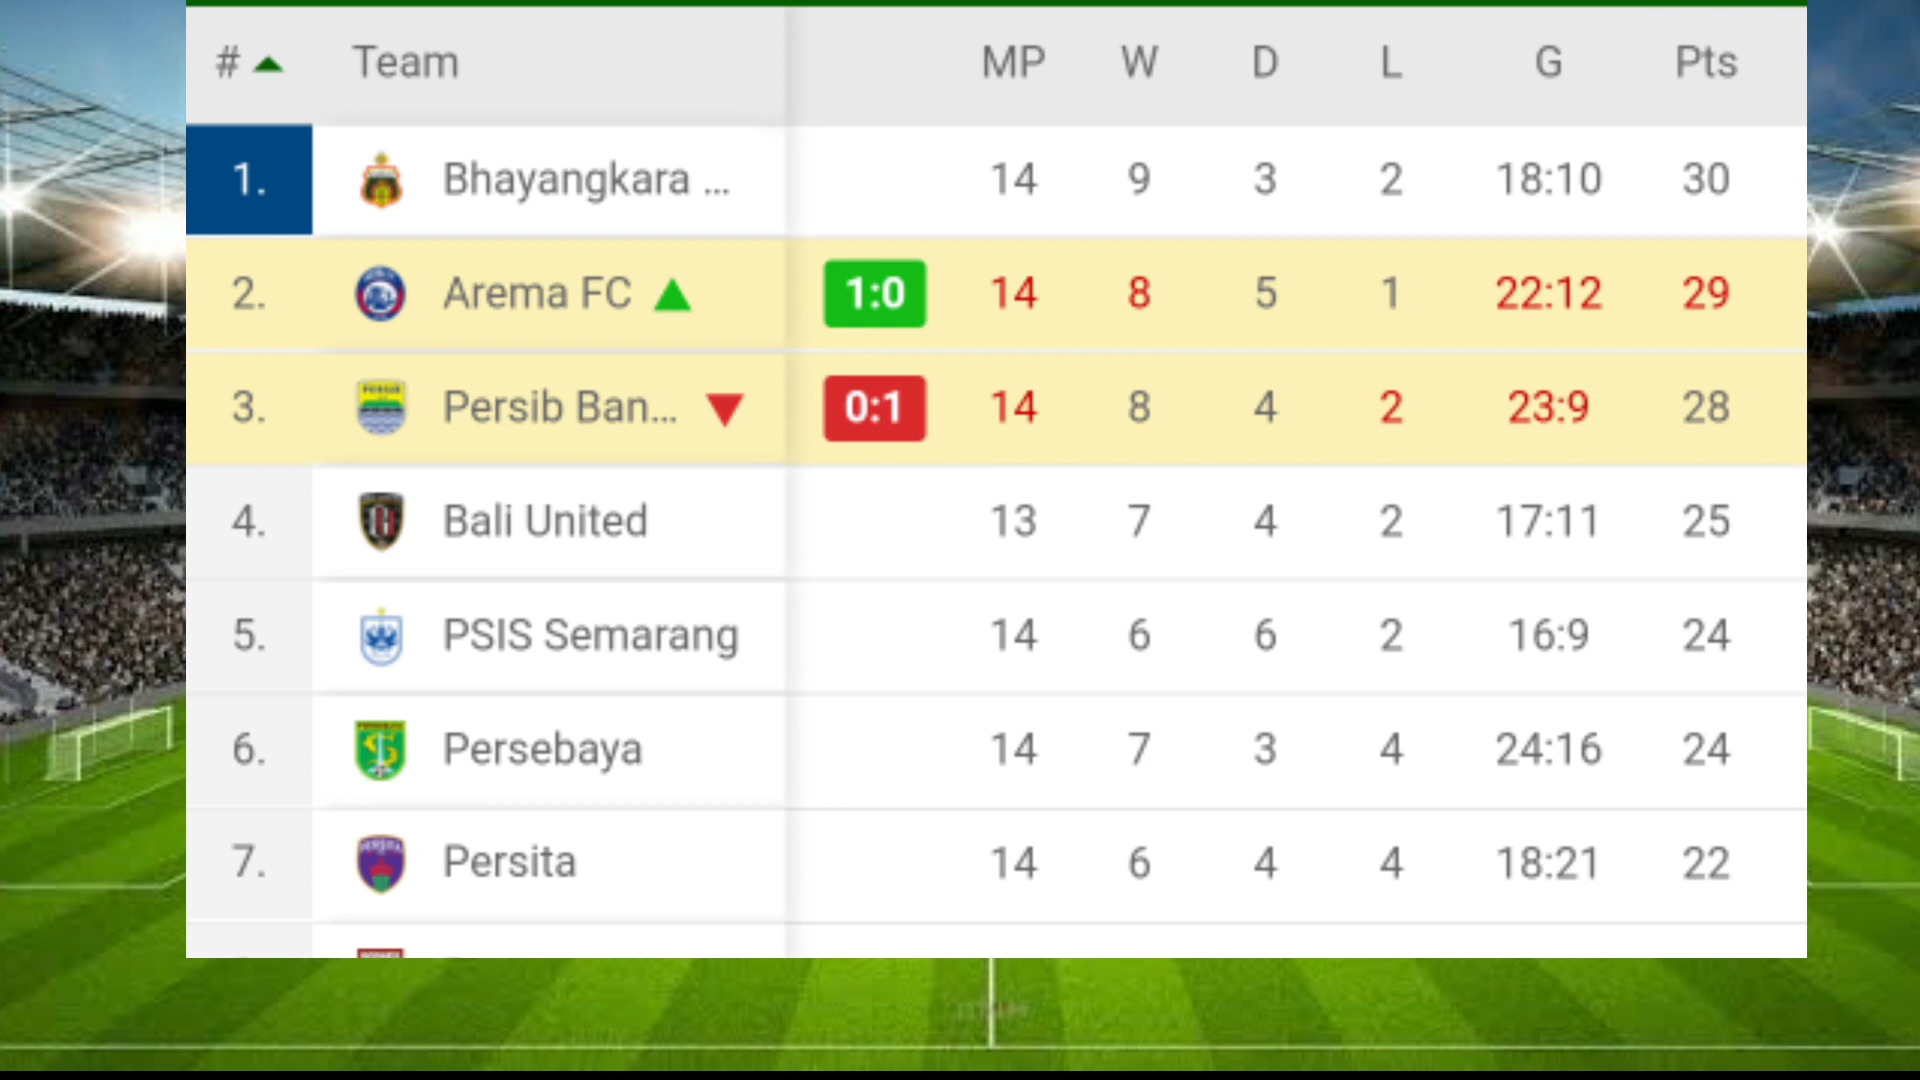 # Team MP W D L G Pts
1. Bhayangkara ... 14 9 3 2 18:10 30
2. Arema FC 1:0 14 8 5 1 22:12 29
3. Persib Ban... 0:1 14 8 4 2 23:9 28
4. Bali United 13 7 4 2 17:11 25
5. PSIS Semarang 14 6 6 2 16:9 24
6. Persebaya 14 7 3 4 24:16 24
7. Persita 14 6 4 4 18:21 22